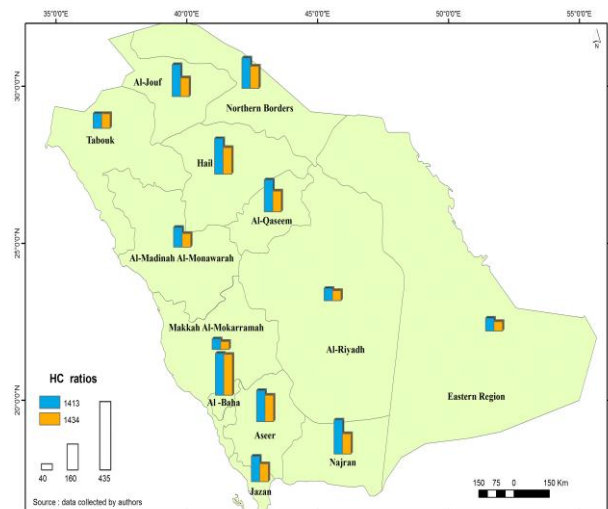 35°0'0"E 40°0'0"E 45°0'0"E 50°0'0"E 55°0'0"E
N
30°0'0"N
Al-Jouf
Northern Borders
Tabouk
Hail
Al-Qaseem
25°0'0"N
Al-Madinah Al-Monawarah
Makkah Al-Mokarramah
Al-Riyadh
Eastern Region
HC ratios
1413
1434
20°0'0"N
Al -Baha
Aseer
Najran
Jazan
40 160 435
150 75 0 150 Km
Source : data collected by authors